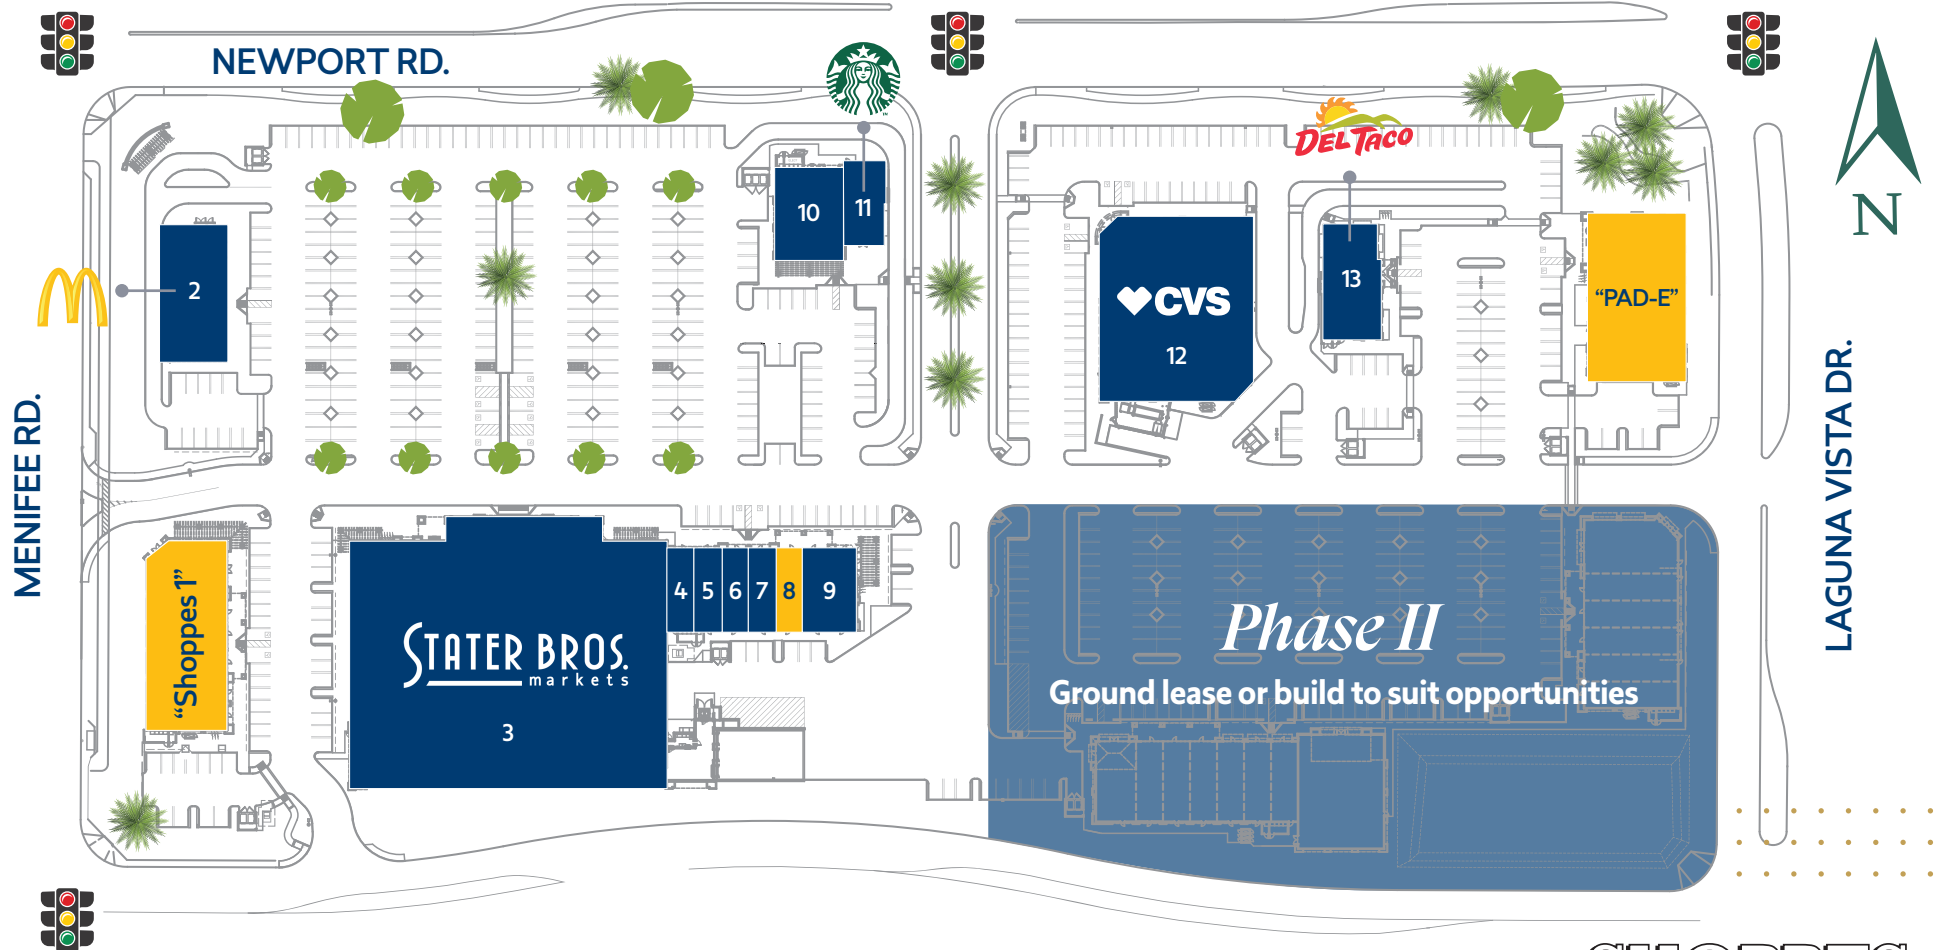 NEWPORT RD.
MENIFEE RD.
LAGUNA VISTA DR.
N
DEL TACO
2
10
11
CVS
12
13
“PAD-E”
“Shoppes 1”
STATER BROS.
markets
3
4
5
6
7
8
9
Phase II
Ground lease or build to suit opportunities